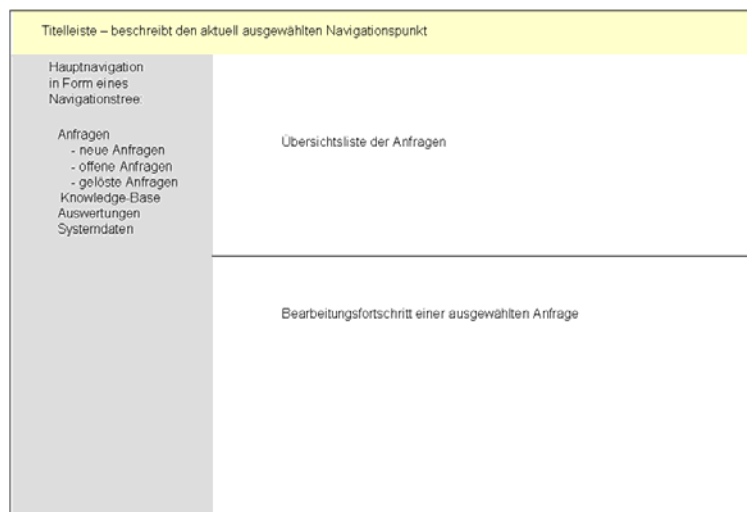 Titelleiste – beschreibt den aktuell ausgewählten Navigationspunkt
Hauptnavigation
in Form eines
Navigationstree:
Anfragen
- neue Anfragen
- offene Anfragen
- gelöste Anfragen
Knowledge-Base
Auswertungen
Systemdaten
Übersichtsliste der Anfragen
Bearbeitungsfortschritt einer ausgewählten Anfrage